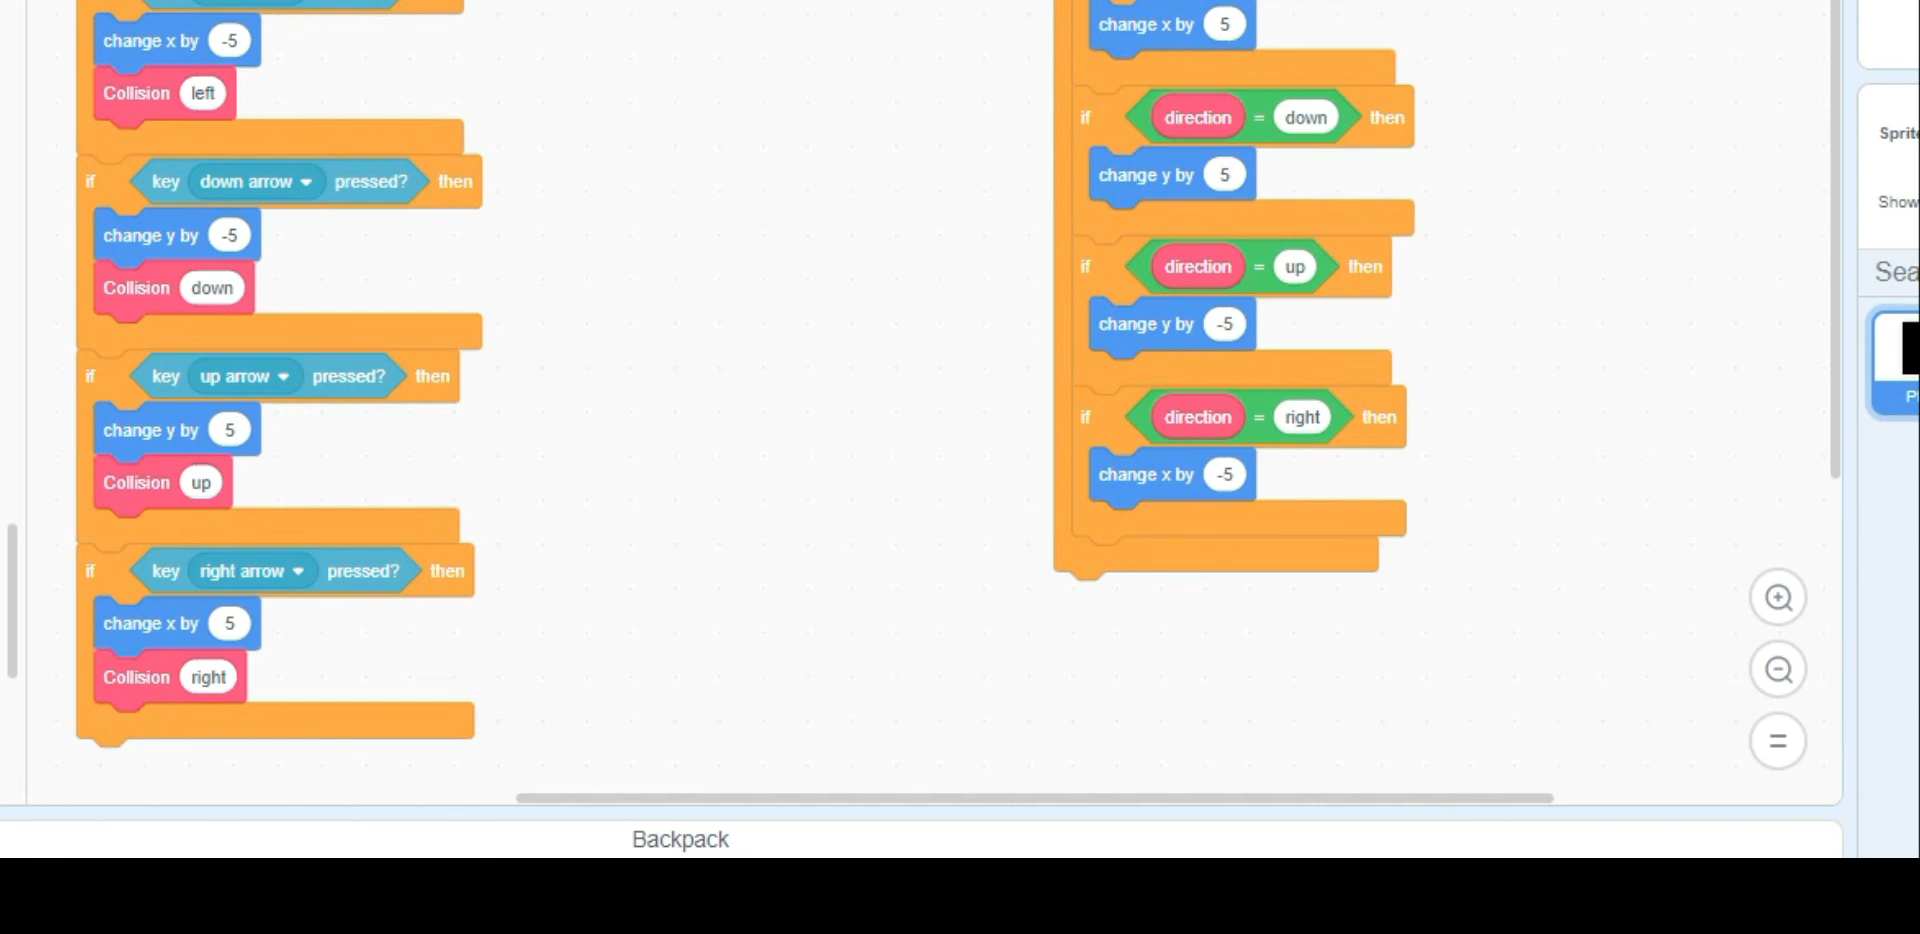 change x by -5
Collision left
if key down arrow pressed? then
change y by -5
Collision down
if key up arrow pressed? then
change y by 5
Collision up
if key right arrow pressed? then
change x by 5
Collision right
change x by 5
if direction = down then
change y by 5
if direction = up then
change y by -5
if direction = right then
change x by -5
Sprite
Show
Sea
P
Backpack